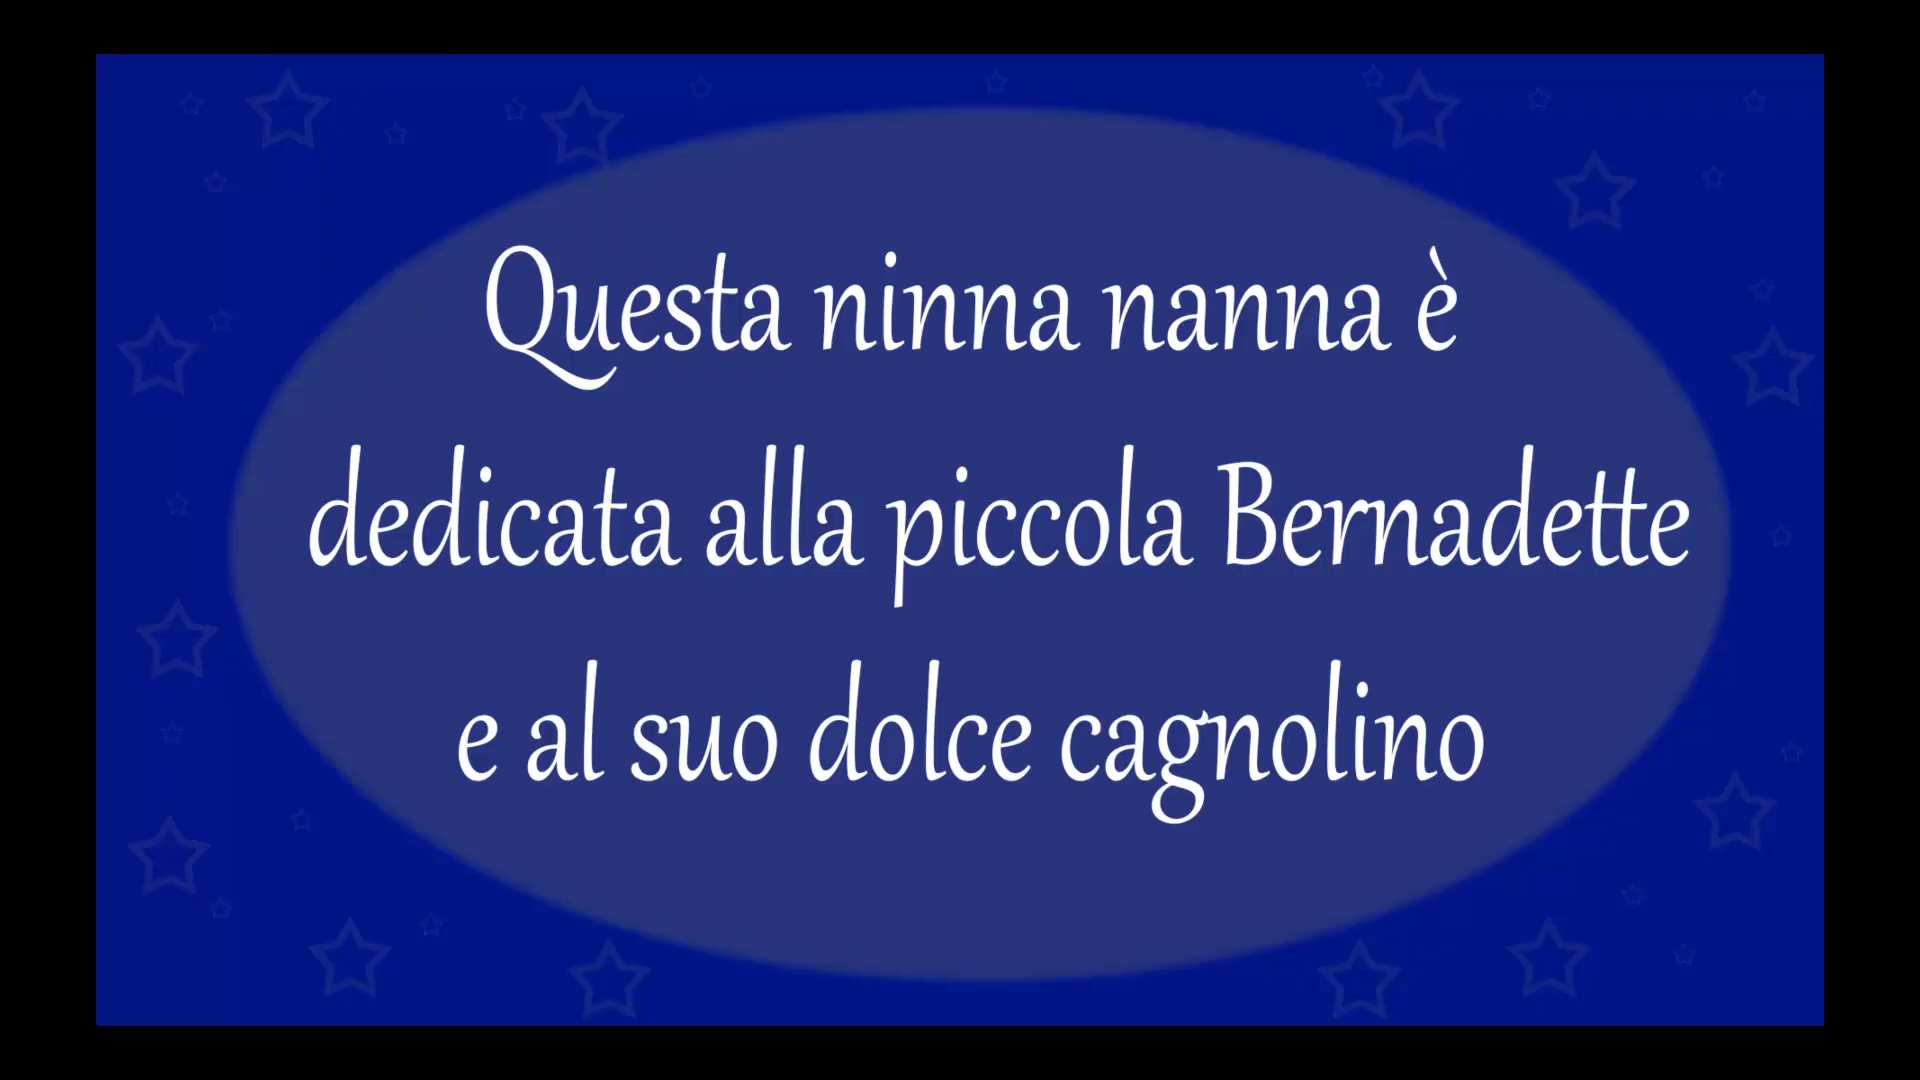 Questa ninna nanna è
dedicata alla piccola Bernadette
e al suo dolce cagnolino